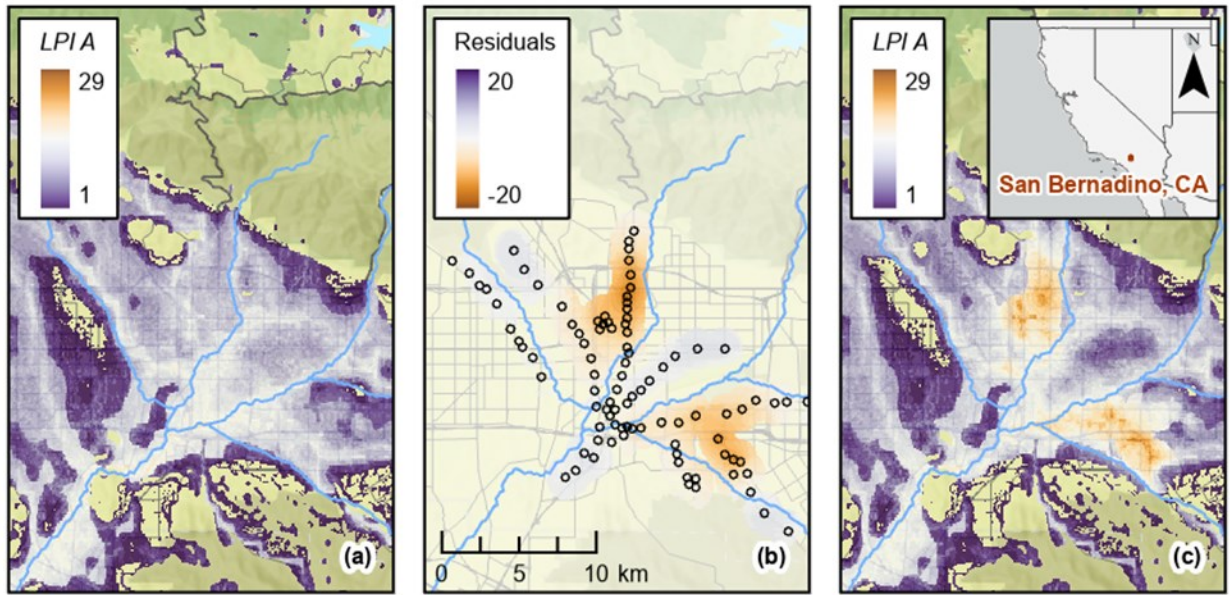 LPI A
29
1
(a)
Residuals
20
-20
0 5 10 km
(b)
LPI A
29
1
N
San Bernadino, CA
(c)